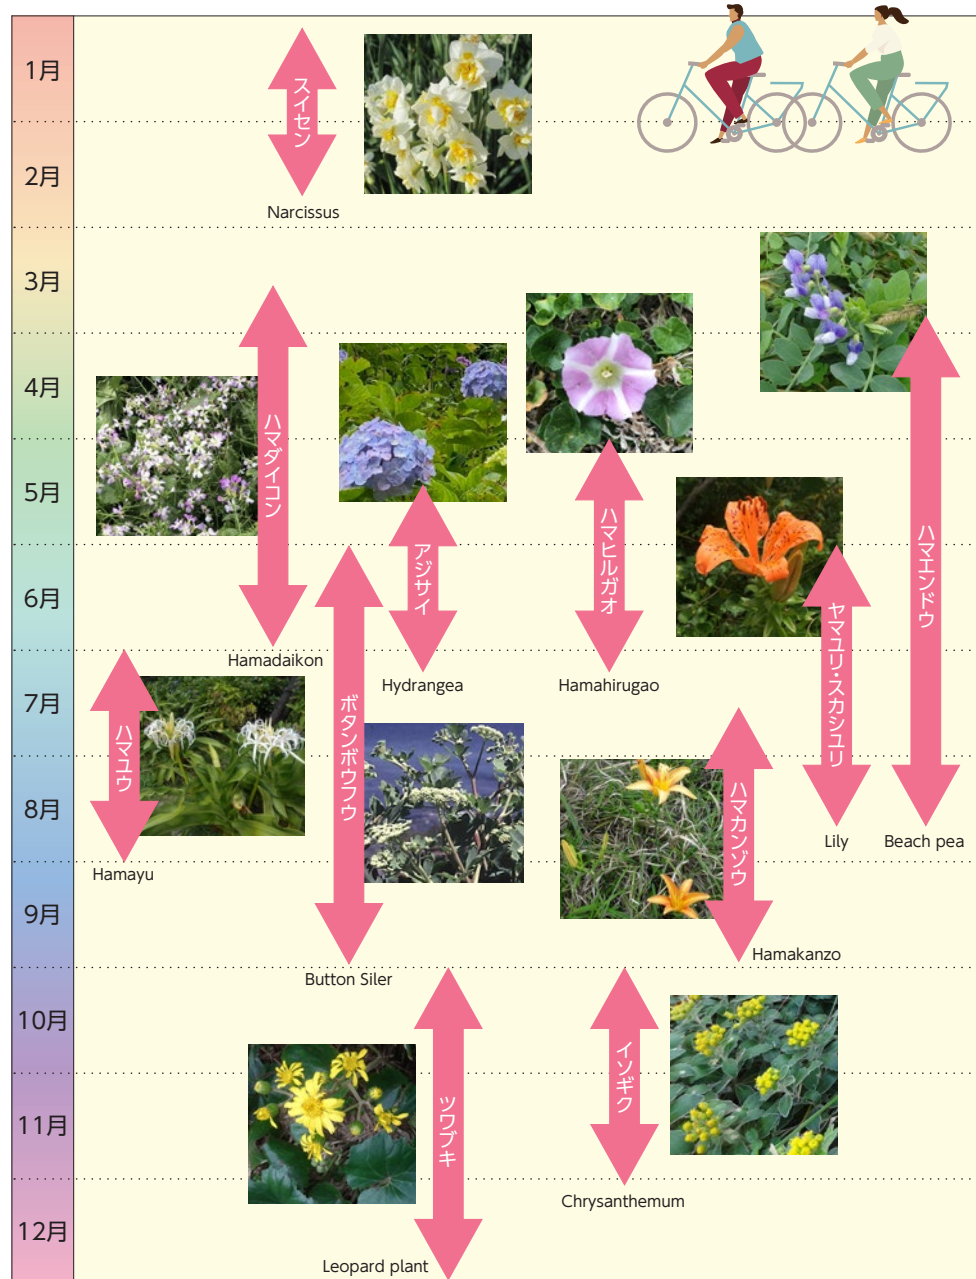 1月
2月
3月
4月
5月
6月
7月
8月
9月
10月
11月
12月
スイセン
Narcissus
ハマダイコン
Hamadaikon
アジサイ
Hydrangea
ハマヒルガオ
Hamahirugao
ハマエンドウ
Beach pea
ヤマユリ・スカシユリ
Lily
ハマユウ
Hamayu
ボタンボウフウ
Button Siler
ハマカンゾウ
Hamakanzo
ツワブキ
Leopard plant
イソギク
Chrysanthemum